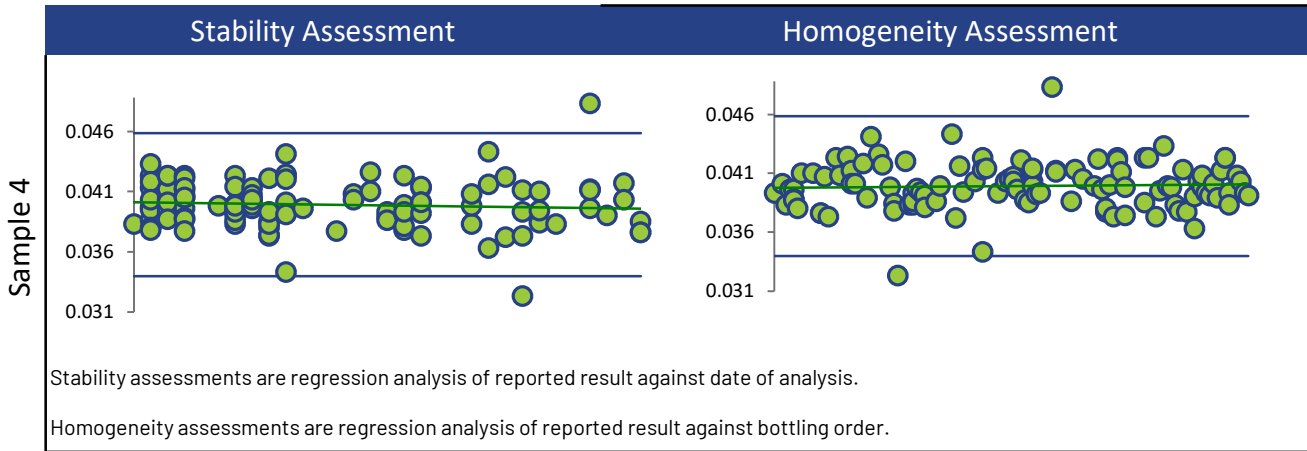 Stability Assessment
Homogeneity Assessment
Sample 4
0.046
0.041
0.036
0.031
0.046
0.041
0.036
0.031
Stability assessments are regression analysis of reported result against date of analysis.
Homogeneity assessments are regression analysis of reported result against bottling order.